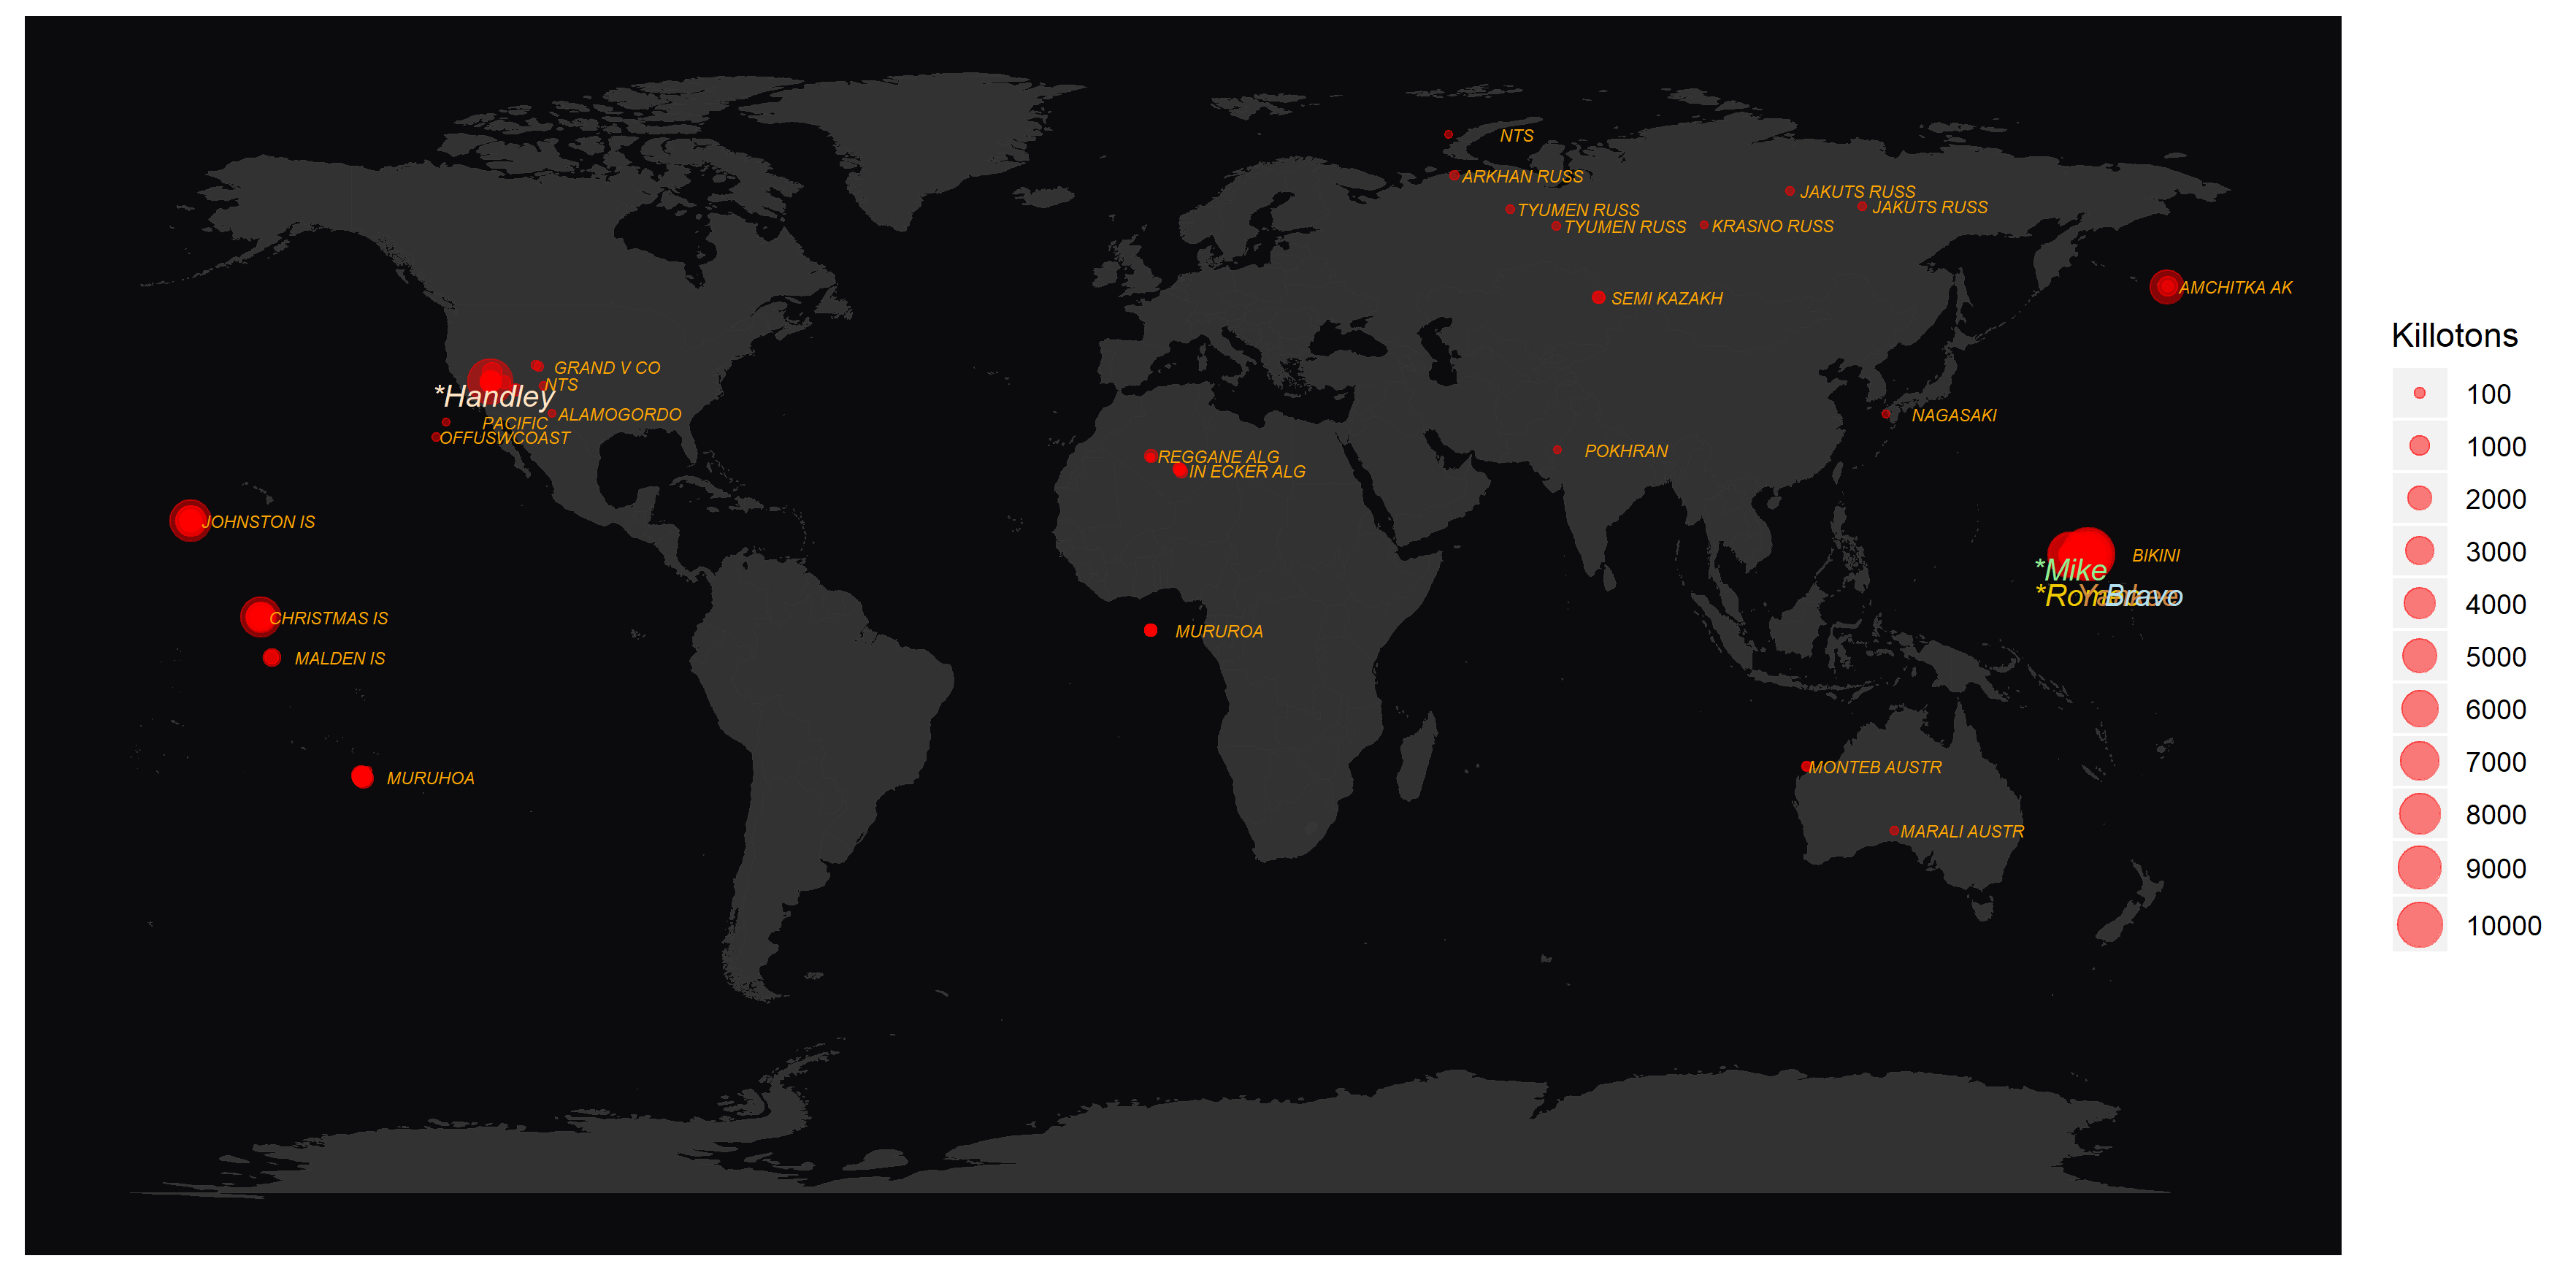 NTS
ARKHAN RUSS
JAKUTS RUSS
JAKUTS RUSS
TYUMEN RUSS
TYUMEN RUSS
KRASNO RUSS
AMCHITKA AK
SEMI KAZAKH
GRAND V CO
NTS
*Handley
ALAMOGORDO
PACIFIC
OFFUSWCOAST
NAGASAKI
POKHRAN
REGGANE ALG
IN ECKER ALG
JOHNSTON IS
BIKINI
*Mike
Bravo
CHRISTMAS IS
MURUROA
MALDEN IS
MONTEB AUSTR
MURUHOA
MARALI AUSTR
Killotons
100
1000
2000
3000
4000
5000
6000
7000
8000
9000
10000